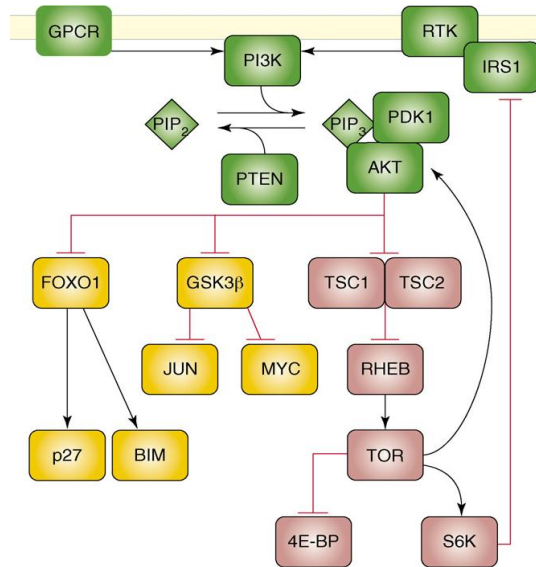 GPCR
RTK
PI3K
IRS1
PIP2
PIP3
PDK1
PTEN
AKT
FOXO1
GSK3β
TSC1
TSC2
JUN
MYC
RHEB
p27
BIM
TOR
4E-BP
S6K